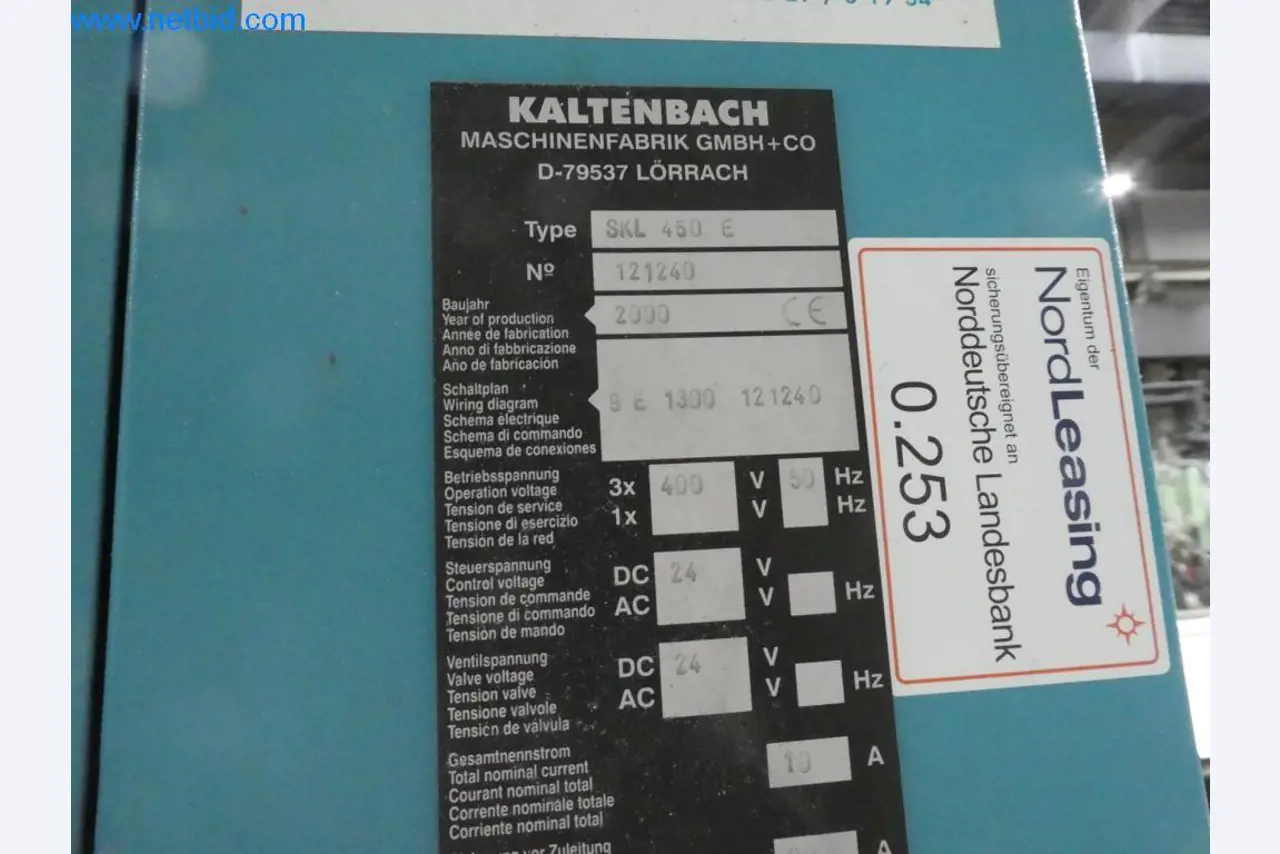 www.netbid.com
KALTENBACH
MASCHINENFABRIK GMBH+CO
D-79537 LÖRRACH
Type SKL 450 E
Nº 121240
Baujahr
Year of production 2000 CE
Année de fabrication
Anno di fabbricazione
Año de fabricación
Schaltplan
Wiring diagram 9 E 1300 121240
Schema électrique
Schema di commando
Esquema de conexiones
Betriebsspannung
Operation voltage 3x 400 V 50 Hz
Tension de service
Tensione di esercizio 1x V Hz
Tensión de la red
Steuerspannung
Control voltage DC 24 V
Tension de commande
Tensione di commando AC V Hz
Tensión de mando
Ventilspannung
Valve voltage DC 24 V
Tension valve
Tensione valvole AC V Hz
Tensión de válvula
Gesamtnennstrom
Total nominal current 10 A
Courant nominal total
Corrente nominale totale
Corriente nominal total
vor Zuleitung
A
Eigentum der
NordLeasing
sicherungsübereignet an
Norddeutsche Landesbank
0.253